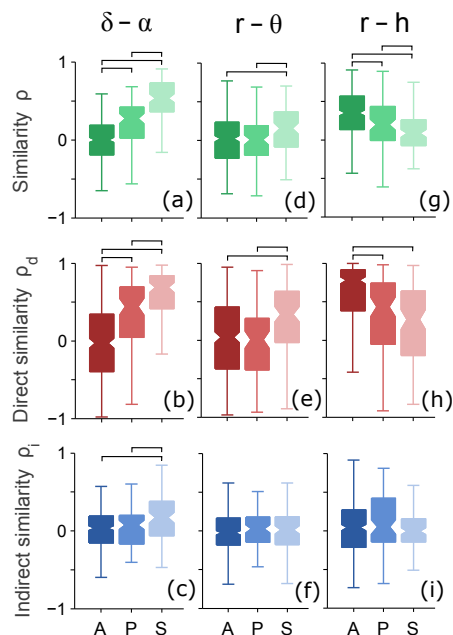 δ – α
r – θ
r – h
Similarity ρ
1
0
−1
(a)
(d)
(g)
Direct similarity ρd
1
0
−1
(b)
(e)
(h)
Indirect similarity ρi
1
0
−1
(c)
(f)
(i)
A P S
A P S
A P S